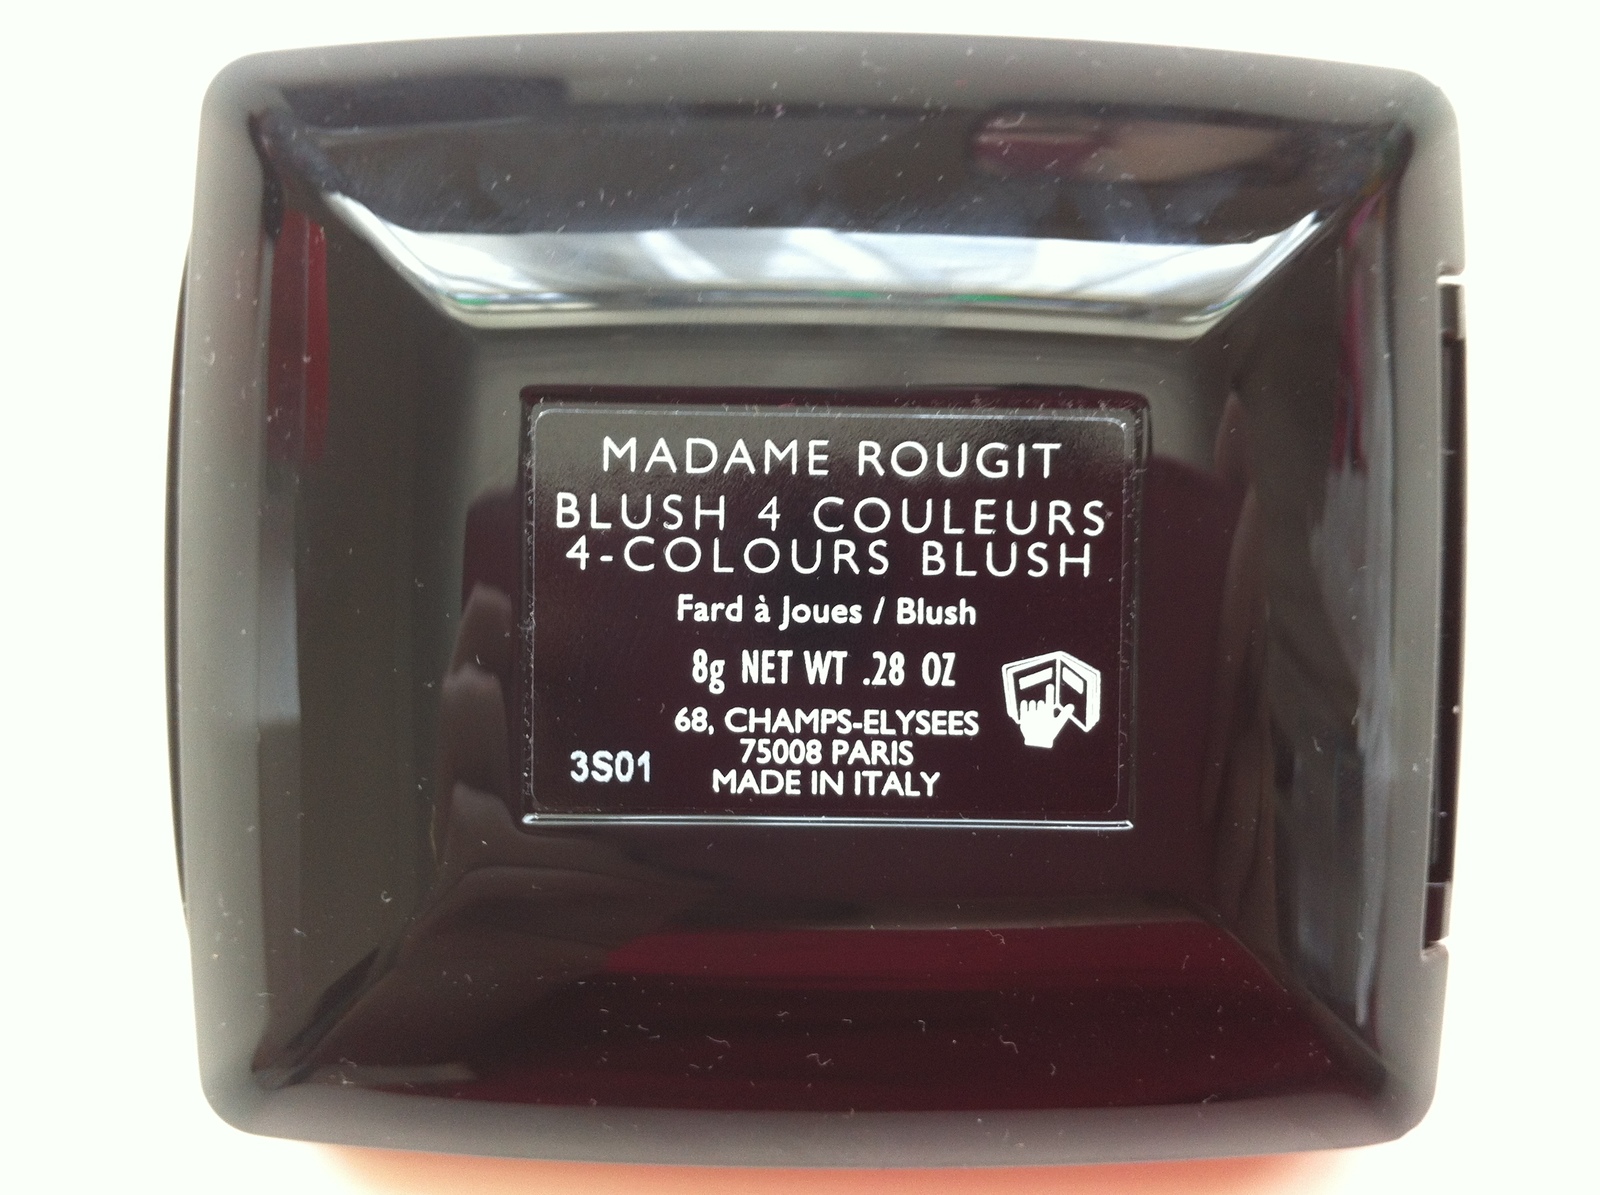 MADAME ROUGIT
BLUSH 4 COULEURS
4-COLOURS BLUSH
Fard à Joues / Blush
8g NET WT .28 OZ
68, CHAMPS-ELYSEES
75008 PARIS
3S01
MADE IN ITALY